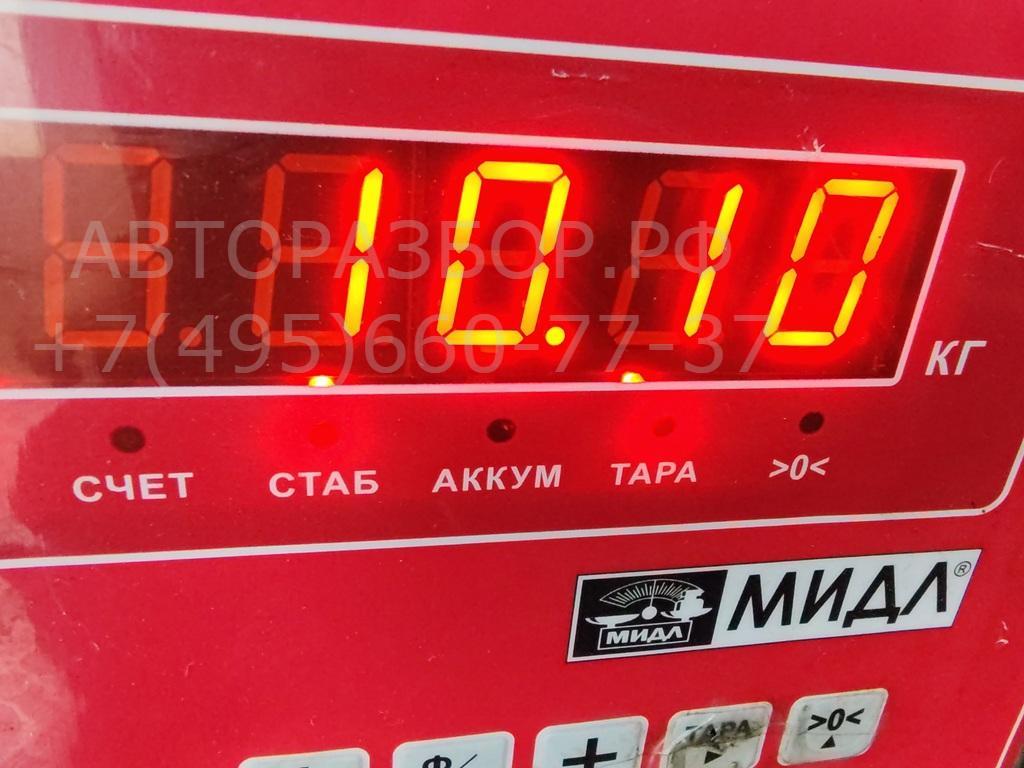 10.10
АВТОРАЗБОР.РФ
+7(495)660-77-37
КГ
СЧЕТ СТАБ АККУМ ТАРА >0<
МИДЛ МИДЛ®
+ ТАРА >0<